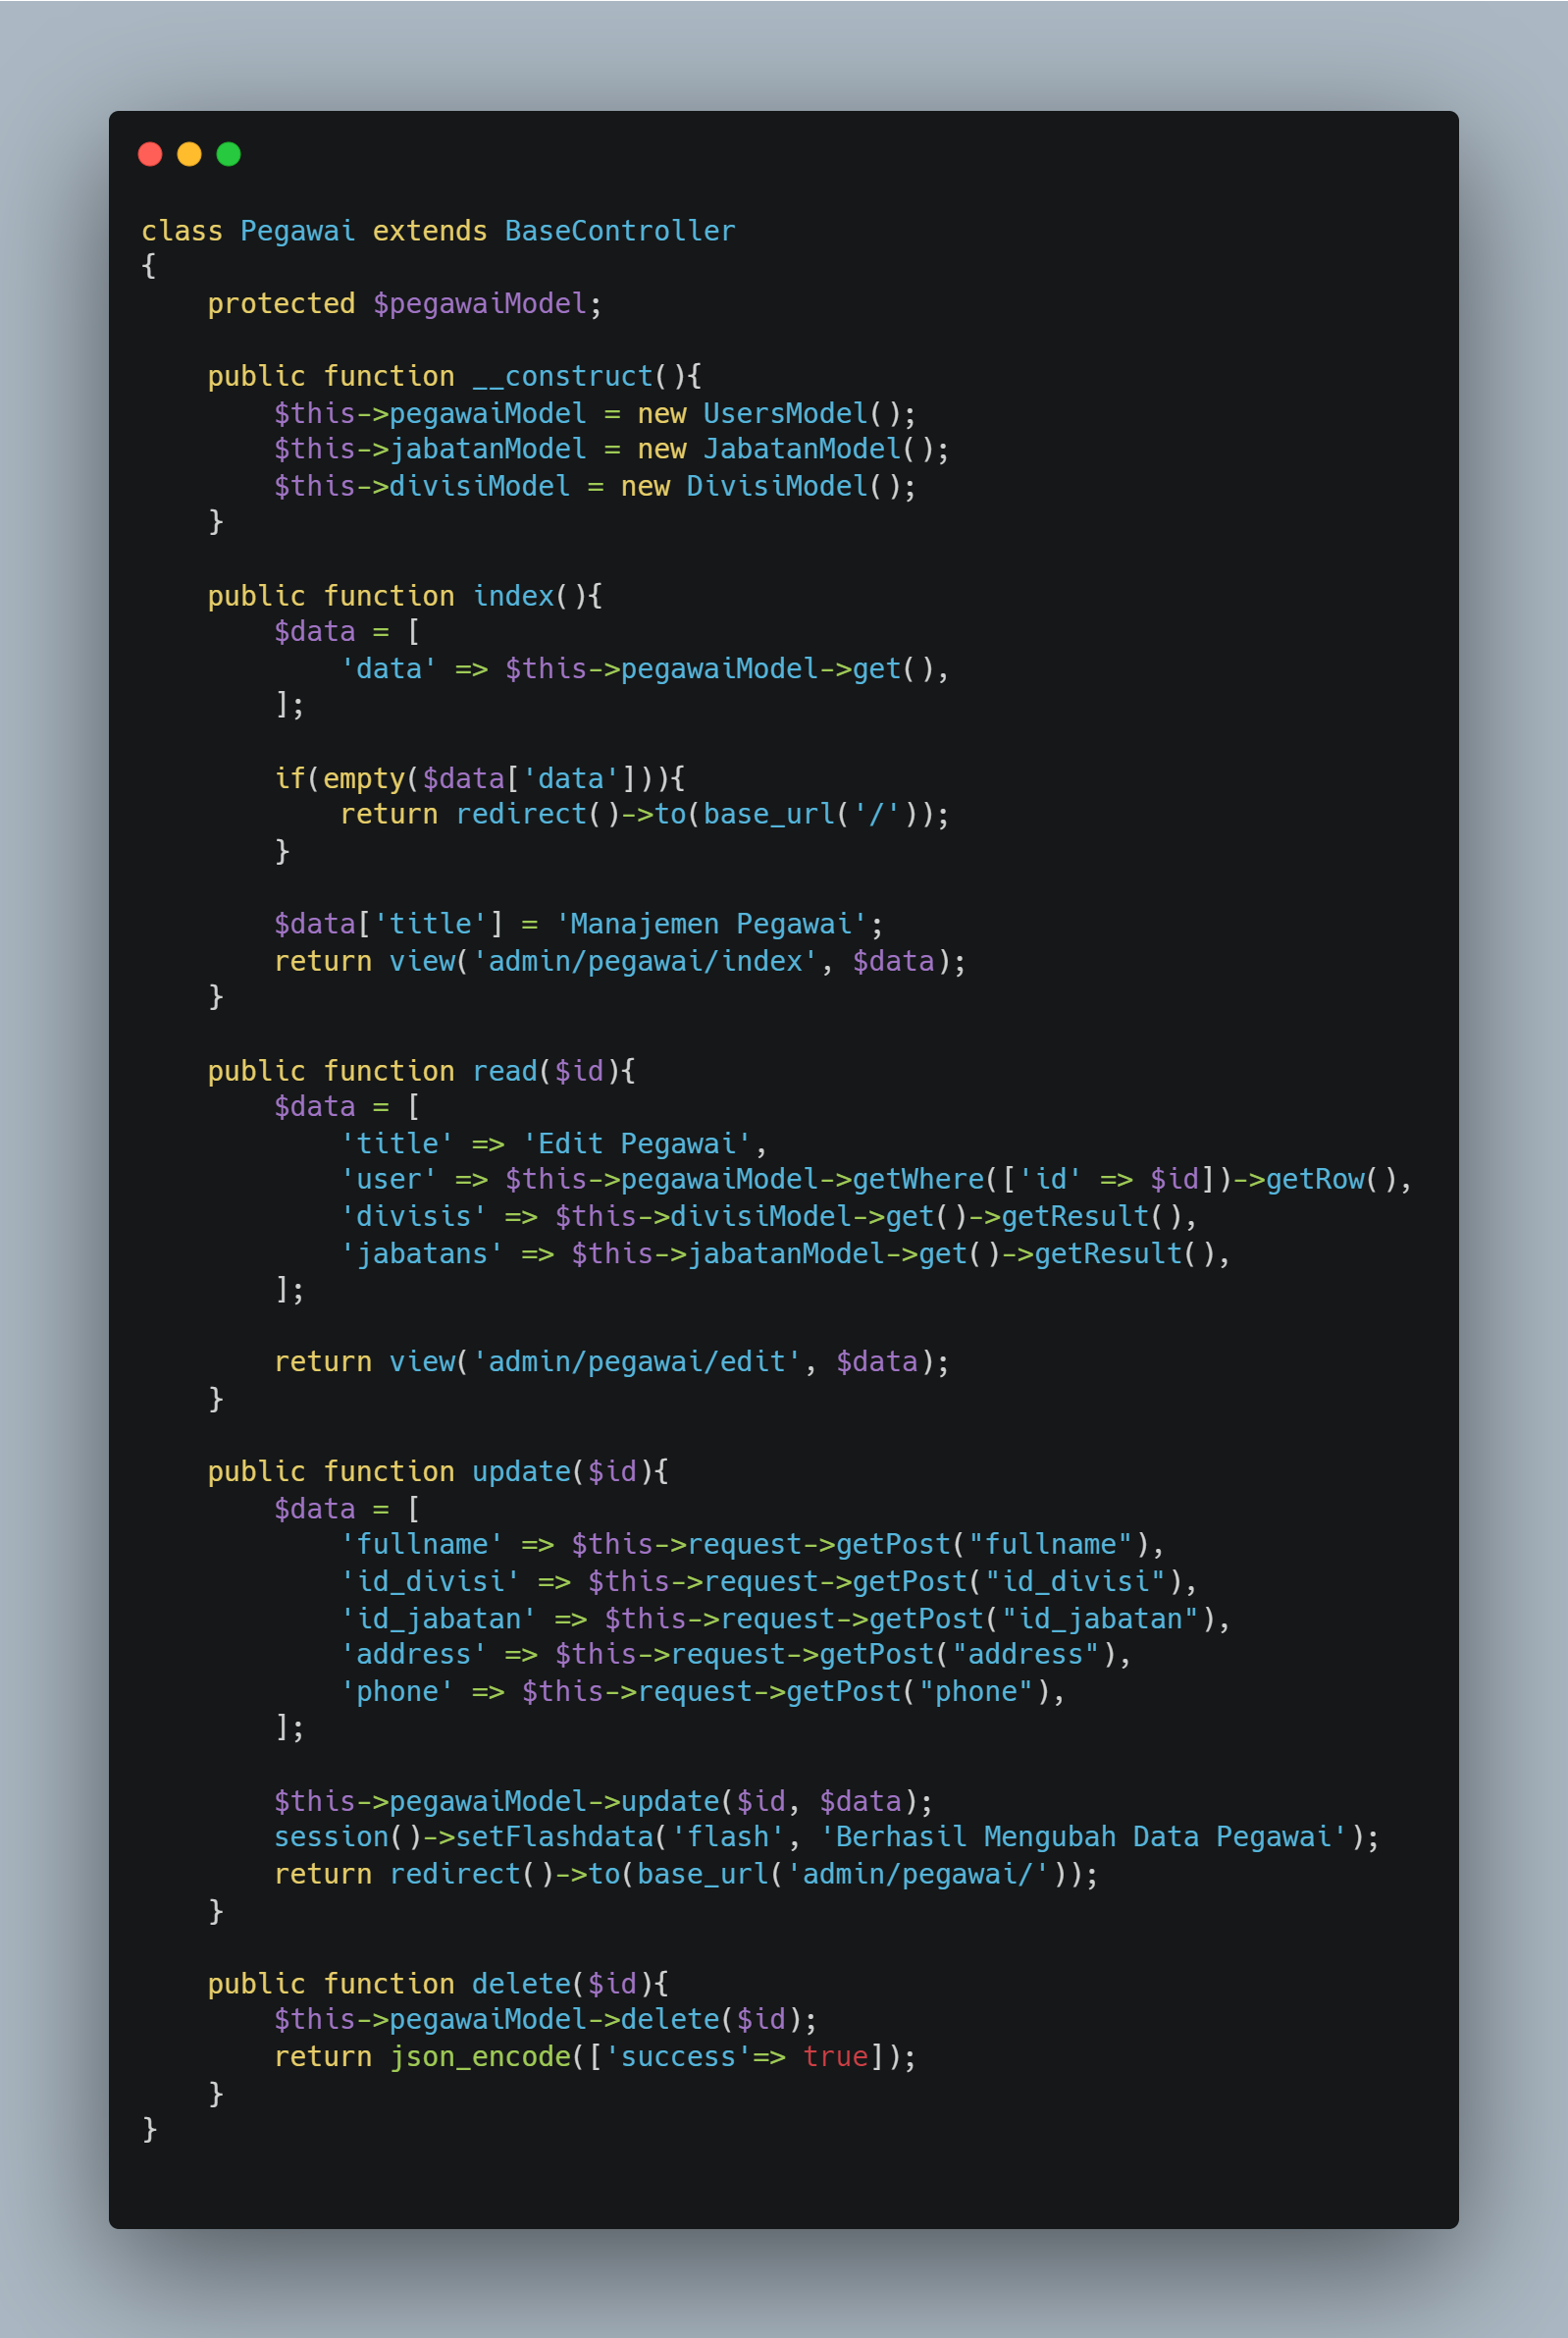 class Pegawai extends BaseController
{
    protected $pegawaiModel;

    public function __construct(){
        $this->pegawaiModel = new UsersModel();
        $this->jabatanModel = new JabatanModel();
        $this->divisiModel = new DivisiModel();
    }

    public function index(){
        $data = [
            'data' => $this->pegawaiModel->get(),
        ];

        if(empty($data['data'])){
            return redirect()->to(base_url('/'));
        }

        $data['title'] = 'Manajemen Pegawai';
        return view('admin/pegawai/index', $data);
    }

    public function read($id){
        $data = [
            'title' => 'Edit Pegawai',
            'user' => $this->pegawaiModel->getWhere(['id' => $id])->getRow(),
            'divisis' => $this->divisiModel->get()->getResult(),
            'jabatans' => $this->jabatanModel->get()->getResult(),
        ];

        return view('admin/pegawai/edit', $data);
    }

    public function update($id){
        $data = [
            'fullname' => $this->request->getPost("fullname"),
            'id_divisi' => $this->request->getPost("id_divisi"),
            'id_jabatan' => $this->request->getPost("id_jabatan"),
            'address' => $this->request->getPost("address"),
            'phone' => $this->request->getPost("phone"),
        ];

        $this->pegawaiModel->update($id, $data);
        session()->setFlashdata('flash', 'Berhasil Mengubah Data Pegawai');
        return redirect()->to(base_url('admin/pegawai/'));
    }

    public function delete($id){
        $this->pegawaiModel->delete($id);
        return json_encode(['success'=> true]);
    }
}